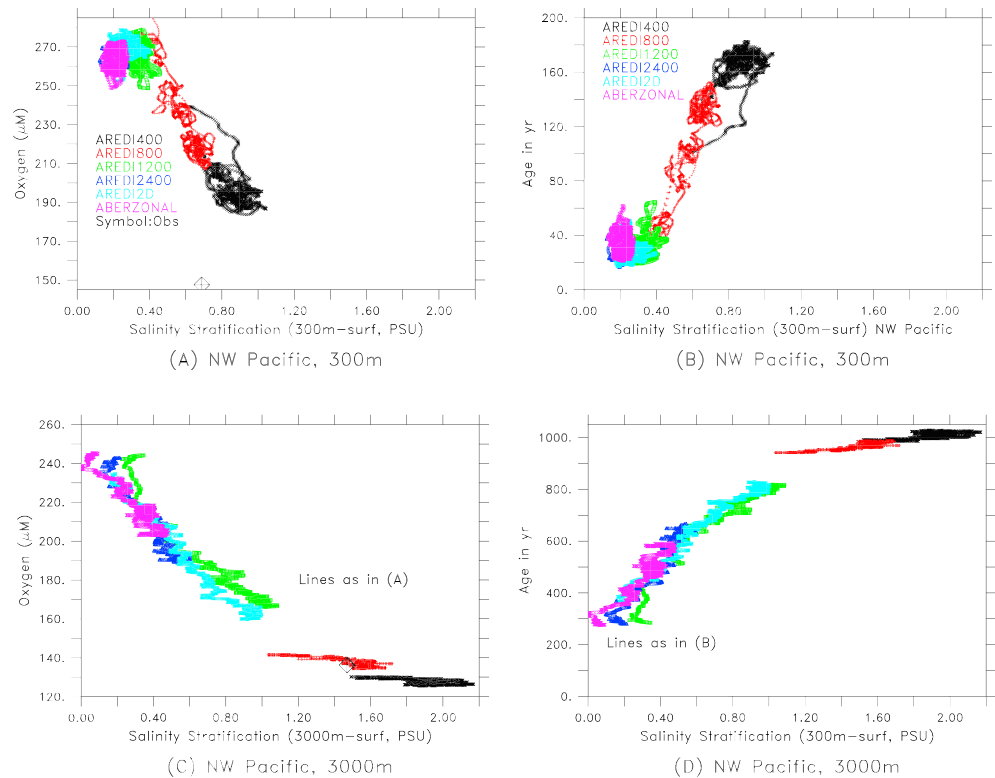 270.
250.
230.
210.
190.
170.
150.
Oxygen (μM)
AREDI400
AREDI800
AREDI1200
AREDI2400
AREDI2D
ABERZONAL
Symbol:Obs
0.00 0.40 0.80 1.20 1.60 2.00
Salinity Stratification (300m-surf, PSU)
(A) NW Pacific, 300m
200.
160.
120.
80.
40.
0.
Age in yr
AREDI400
AREDI800
AREDI1200
AREDI2400
AREDI2D
ABERZONAL
0.00 0.40 0.80 1.20 1.60 2.00
Salinity Stratification (300m-surf) NW Pacific
(B) NW Pacific, 300m
260.
240.
220.
200.
180.
160.
140.
120.
Oxygen (μM)
Lines as in (A)
0.00 0.40 0.80 1.20 1.60 2.00
Salinity Stratification (3000m-surf, PSU)
(C) NW Pacific, 3000m
1000.
800.
600.
400.
200.
0.
Age in yr
Lines as in (B)
0.00 0.40 0.80 1.20 1.60 2.00
Salinity Stratification (300m-surf, PSU)
(D) NW Pacific, 3000m